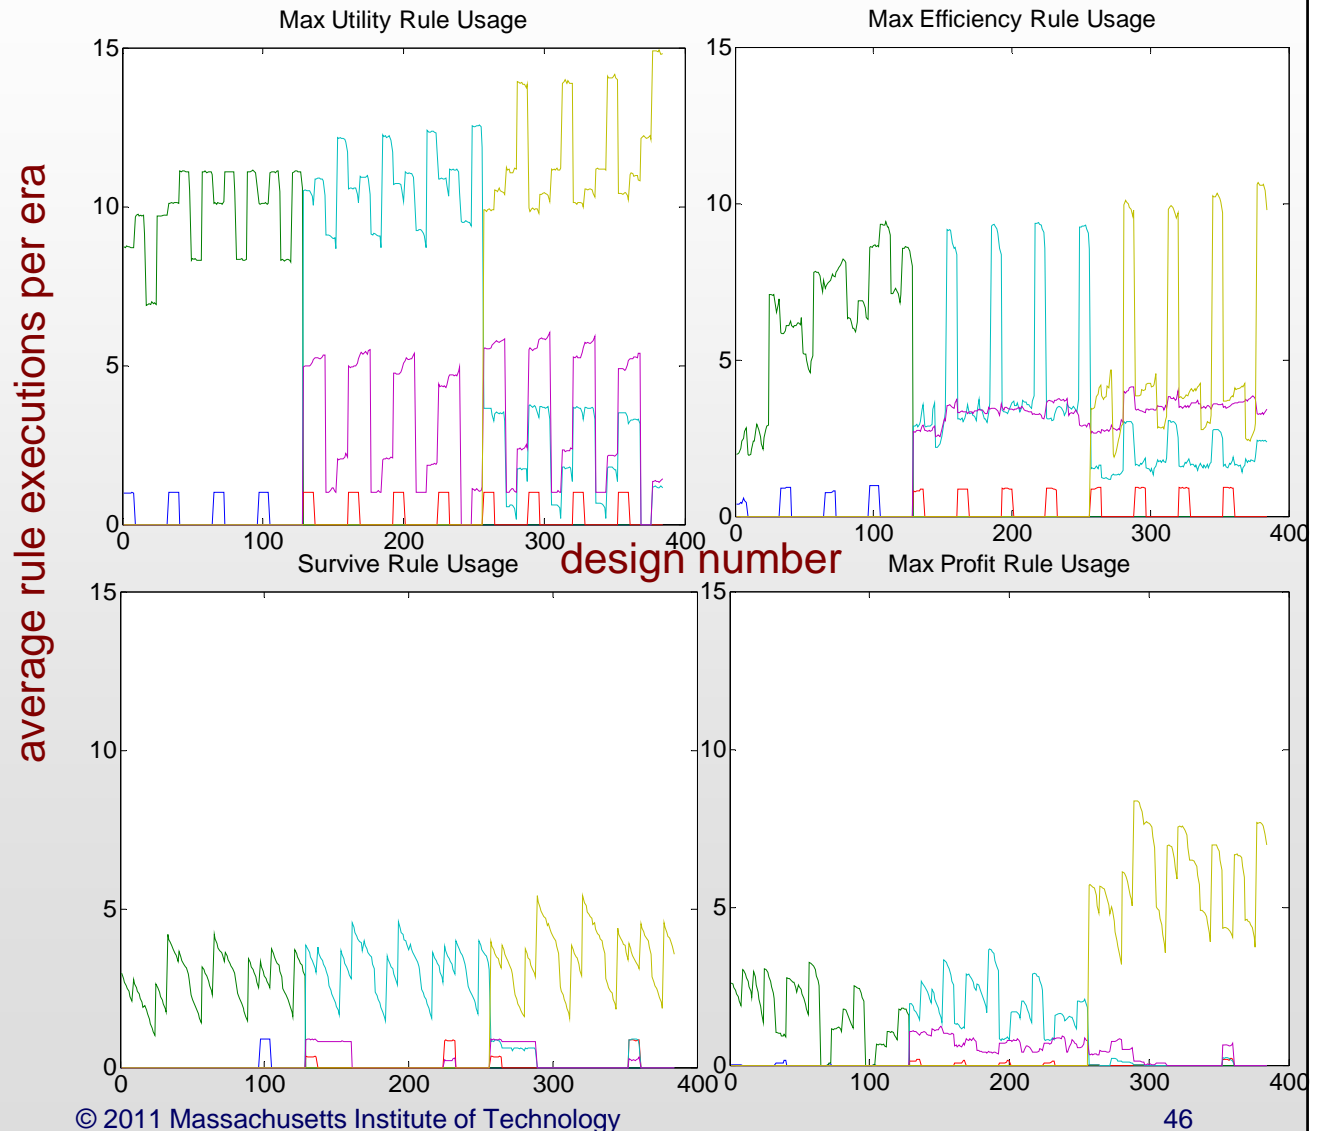 Max Utility Rule Usage
Max Efficiency Rule Usage
15
10
5
0
0 100 200 300 400
15
10
5
0
0 100 200 300 400
average rule executions per era
design number
Survive Rule Usage
Max Profit Rule Usage
15
10
5
0
0 100 200 300 400
15
10
5
0
0 100 200 300 400
© 2011 Massachusetts Institute of Technology
46